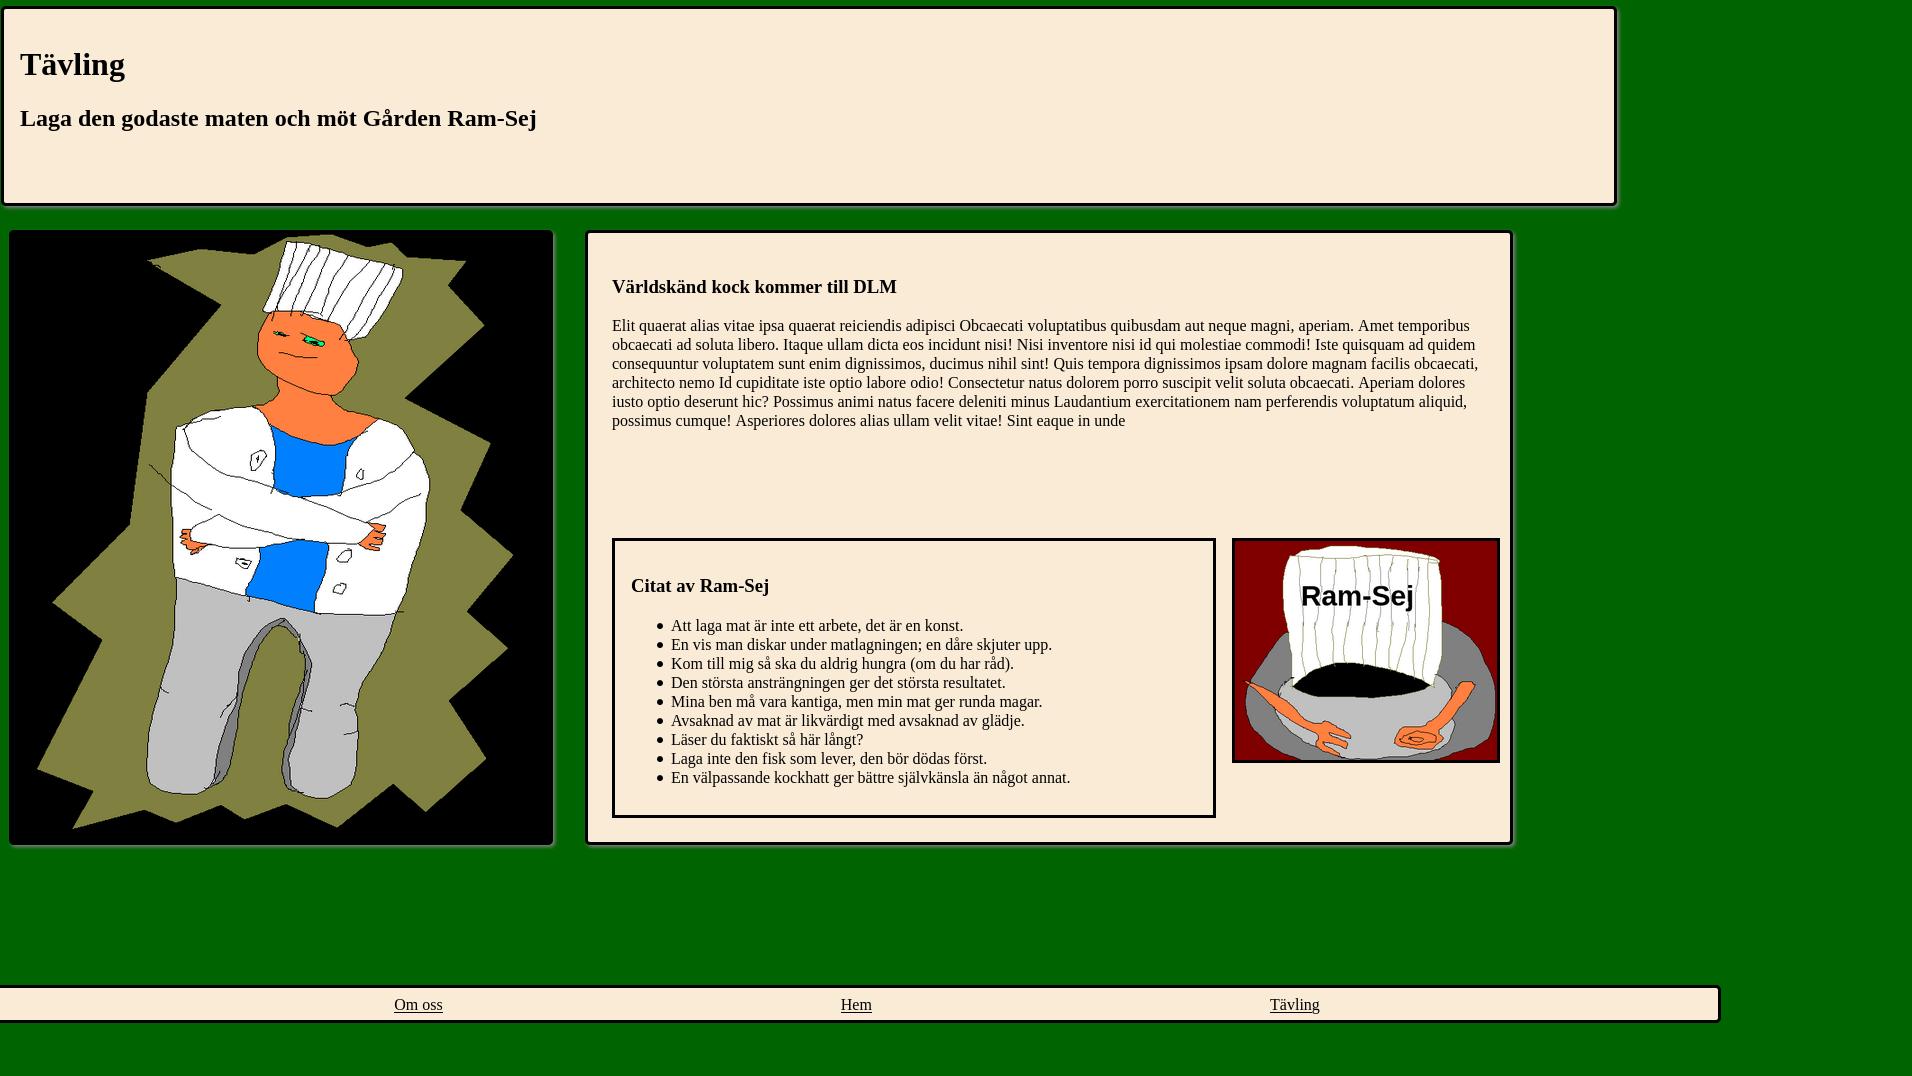 Tävling
Laga den godaste maten och möt Gården Ram-Sej
Världskänd kock kommer till DLM
Elit quaerat alias vitae ipsa quaerat reiciendis adipisci Obcaecati voluptatibus quibusdam aut neque magni, aperiam. Amet temporibus
obcaecati ad soluta libero. Itaque ullam dicta eos incidunt nisi! Nisi inventore nisi id qui molestiae commodi! Iste quisquam ad quidem
consequuntur voluptatem sunt enim dignissimos, ducimus nihil sint! Quis tempora dignissimos ipsam dolore magnam facilis obcaecati,
architecto nemo Id cupiditate iste optio labore odio! Consectetur natus dolorem porro suscipit velit soluta obcaecati. Aperiam dolores
iusto optio deserunt hic? Possimus animi natus facere deleniti minus Laudantium exercitationem nam perferendis voluptatum aliquid,
possimus cumque! Asperiores dolores alias ullam velit vitae! Sint eaque in unde
Citat av Ram-Sej
Att laga mat är inte ett arbete, det är en konst.
En vis man diskar under matlagningen; en dåre skjuter upp.
Kom till mig så ska du aldrig hungra (om du har råd).
Den största ansträngningen ger det största resultatet.
Mina ben må vara kantiga, men min mat ger runda magar.
Avsaknad av mat är likvärdigt med avsaknad av glädje.
Läser du faktiskt så här långt?
Laga inte den fisk som lever, den bör dödas först.
En välpassande kockhatt ger bättre självkänsla än något annat.
Ram-Sej
Om oss
Hem
Tävling